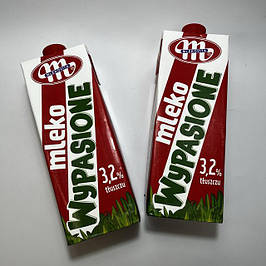 mleko
Wypasione
3,2%
tłuszczu
mleko
Wypasione
3,2%
tłuszczu